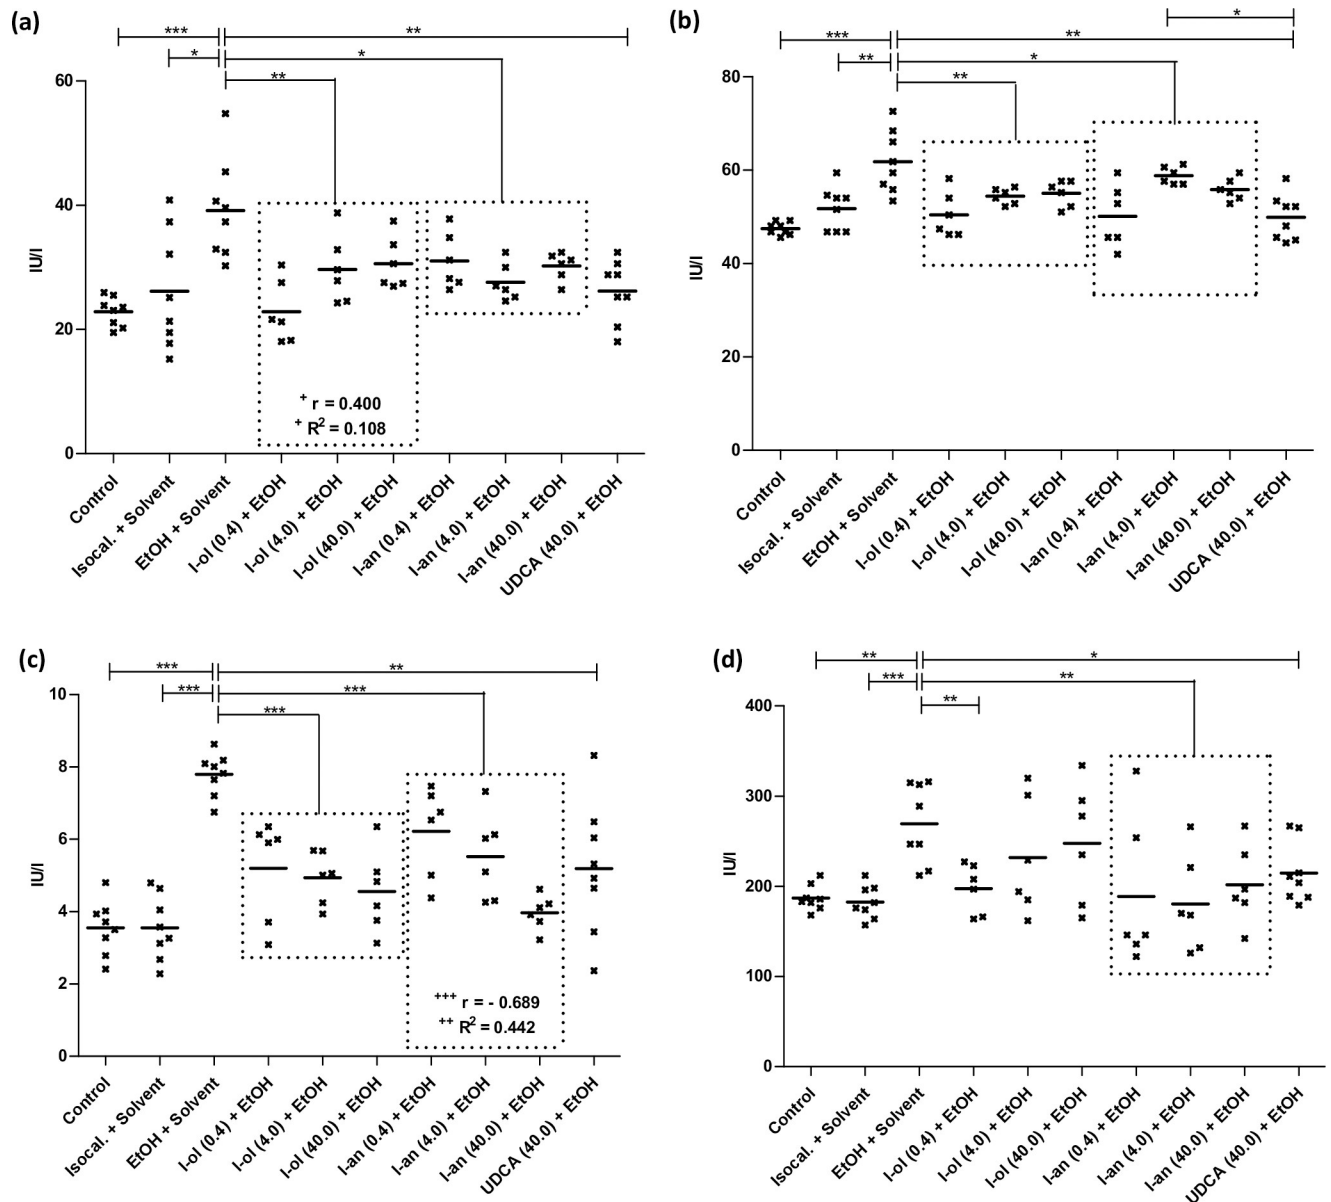 (a)
***
**
*
*
**
60
40
20
0
IU/l
+ r = 0.400
+ R2 = 0.108
Control
Isocal. + Solvent
EtOH + Solvent
I-ol (0.4) + EtOH
I-ol (4.0) + EtOH
I-ol (40.0) + EtOH
I-an (0.4) + EtOH
I-an (4.0) + EtOH
I-an (40.0) + EtOH
UDCA (40.0) + EtOH
(b)
*
***
**
**
*
**
80
60
40
20
0
IU/l
Control
Isocal. + Solvent
EtOH + Solvent
I-ol (0.4) + EtOH
I-ol (4.0) + EtOH
I-ol (40.0) + EtOH
I-an (0.4) + EtOH
I-an (4.0) + EtOH
I-an (40.0) + EtOH
UDCA (40.0) + EtOH
(c)
***
**
***
***
***
10
8
6
4
2
0
IU/l
+++ r = - 0.689
++ R2 = 0.442
Control
Isocal. + Solvent
EtOH + Solvent
I-ol (0.4) + EtOH
I-ol (4.0) + EtOH
I-ol (40.0) + EtOH
I-an (0.4) + EtOH
I-an (4.0) + EtOH
I-an (40.0) + EtOH
UDCA (40.0) + EtOH
(d)
**
*
***
**
**
400
300
200
100
0
IU/l
Control
Isocal. + Solvent
EtOH + Solvent
I-ol (0.4) + EtOH
I-ol (4.0) + EtOH
I-ol (40.0) + EtOH
I-an (0.4) + EtOH
I-an (4.0) + EtOH
I-an (40.0) + EtOH
UDCA (40.0) + EtOH